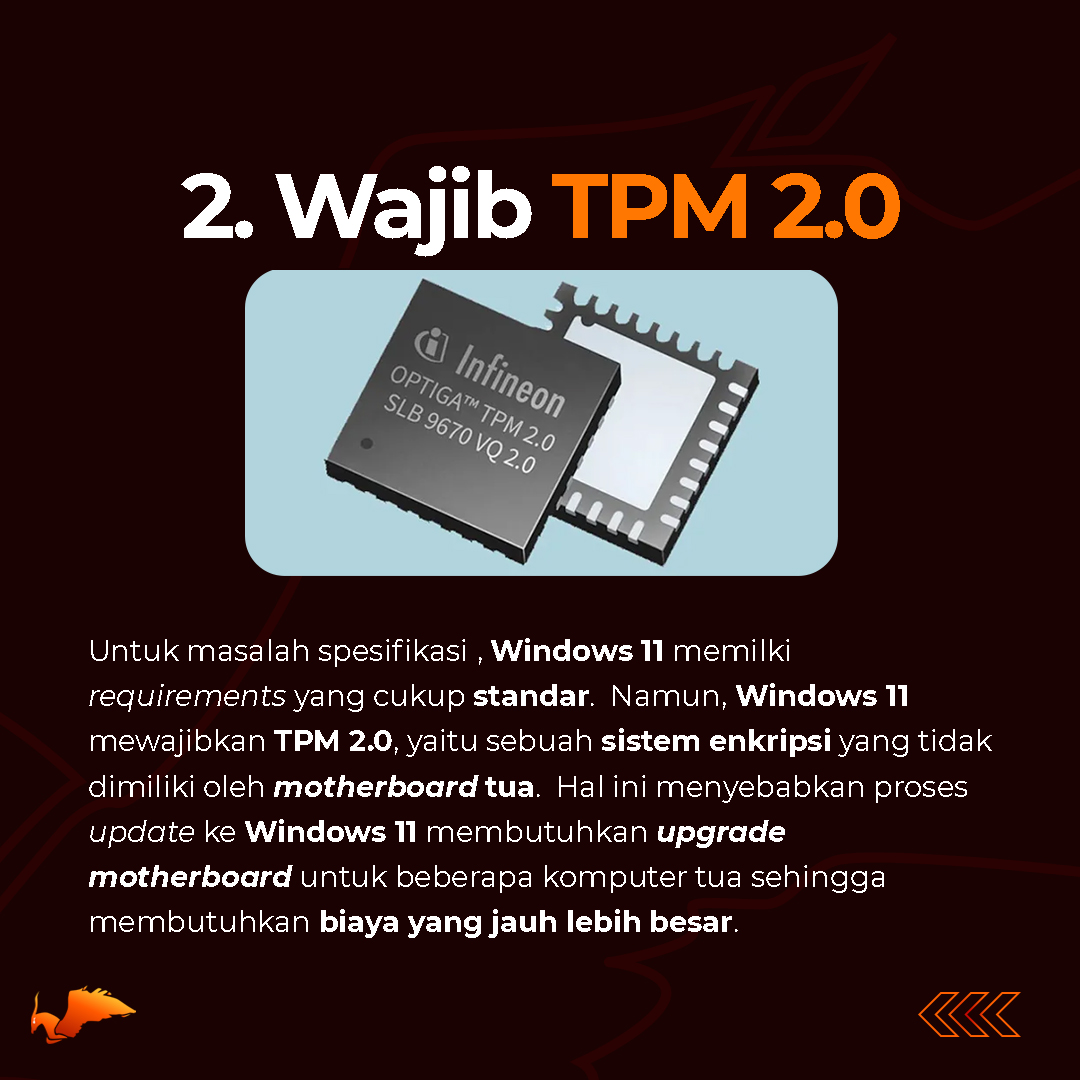 2. Wajib TPM 2.0
Infineon
OPTIGA™ TPM 2.0
SLB 9670 VQ 2.0
Untuk masalah spesifikasi , Windows 11 memilki
requirements yang cukup standar.  Namun, Windows 11
mewajibkan TPM 2.0, yaitu sebuah sistem enkripsi yang tidak
dimiliki oleh motherboard tua.  Hal ini menyebabkan proses
update ke Windows 11 membutuhkan upgrade
motherboard untuk beberapa komputer tua sehingga
membutuhkan biaya yang jauh lebih besar.